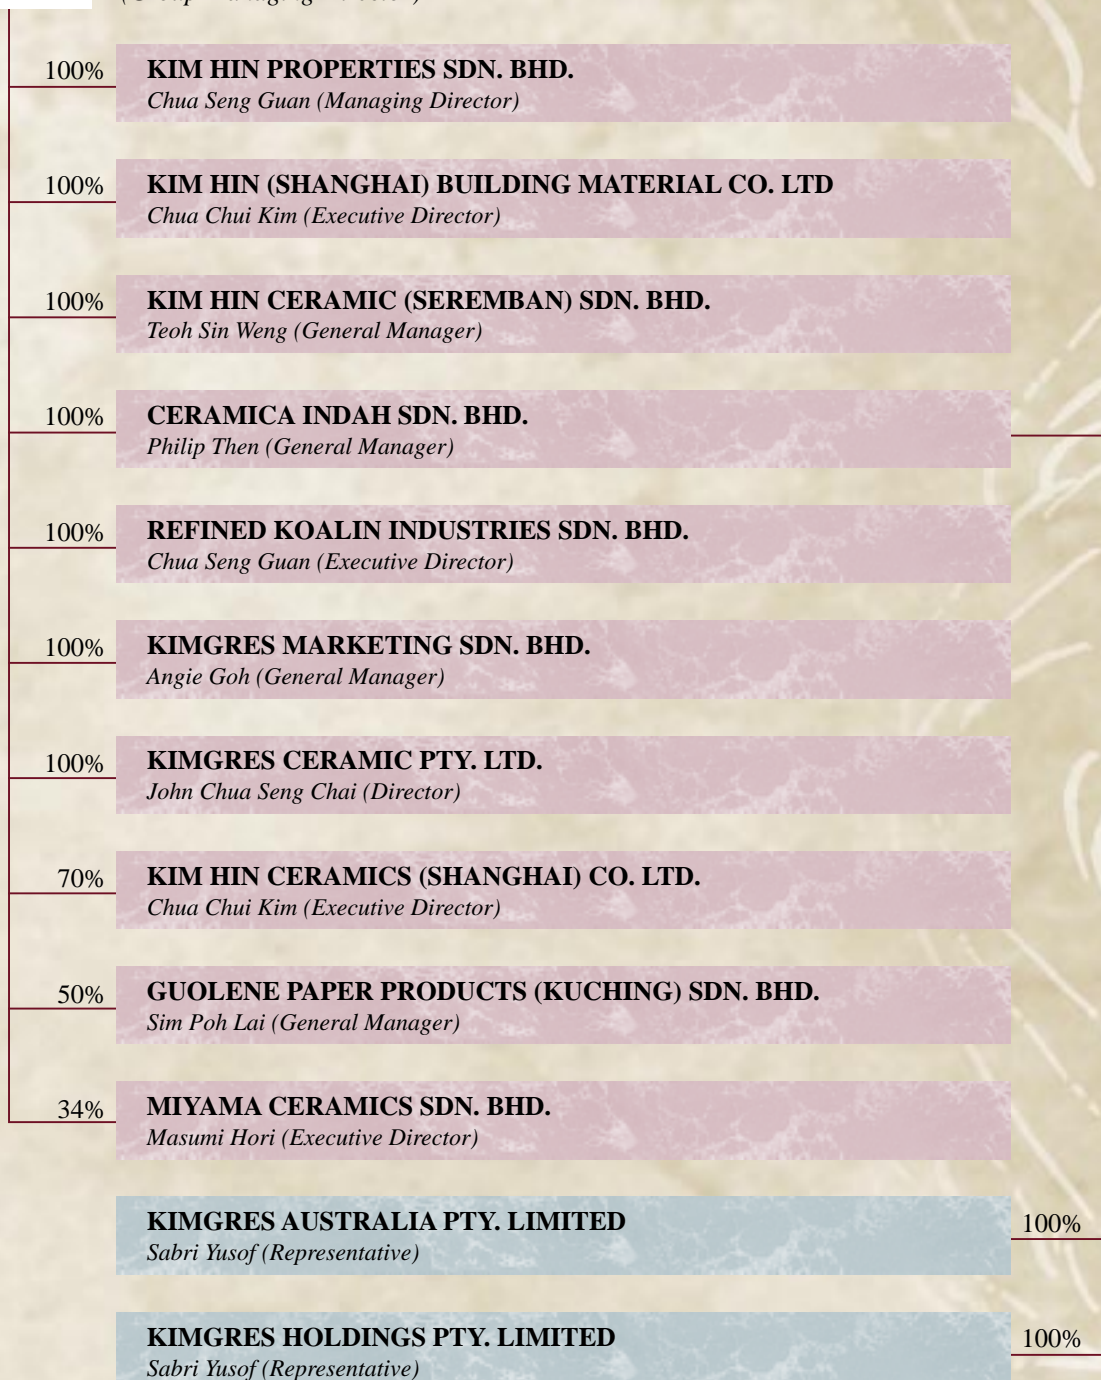 100%
KIM HIN PROPERTIES SDN. BHD.
Chua Seng Guan (Managing Director)
100%
KIM HIN (SHANGHAI) BUILDING MATERIAL CO. LTD
Chua Chui Kim (Executive Director)
100%
KIM HIN CERAMIC (SEREMBAN) SDN. BHD.
Teoh Sin Weng (General Manager)
100%
CERAMICA INDAH SDN. BHD.
Philip Then (General Manager)
100%
REFINED KOALIN INDUSTRIES SDN. BHD.
Chua Seng Guan (Executive Director)
100%
KIMGRES MARKETING SDN. BHD.
Angie Goh (General Manager)
100%
KIMGRES CERAMIC PTY. LTD.
John Chua Seng Chai (Director)
70%
KIM HIN CERAMICS (SHANGHAI) CO. LTD.
Chua Chui Kim (Executive Director)
50%
GUOLENE PAPER PRODUCTS (KUCHING) SDN. BHD.
Sim Poh Lai (General Manager)
34%
MIYAMA CERAMICS SDN. BHD.
Masumi Hori (Executive Director)
KIMGRES AUSTRALIA PTY. LIMITED
100%
Sabri Yusof (Representative)
KIMGRES HOLDINGS PTY. LIMITED
100%
Sabri Yusof (Representative)